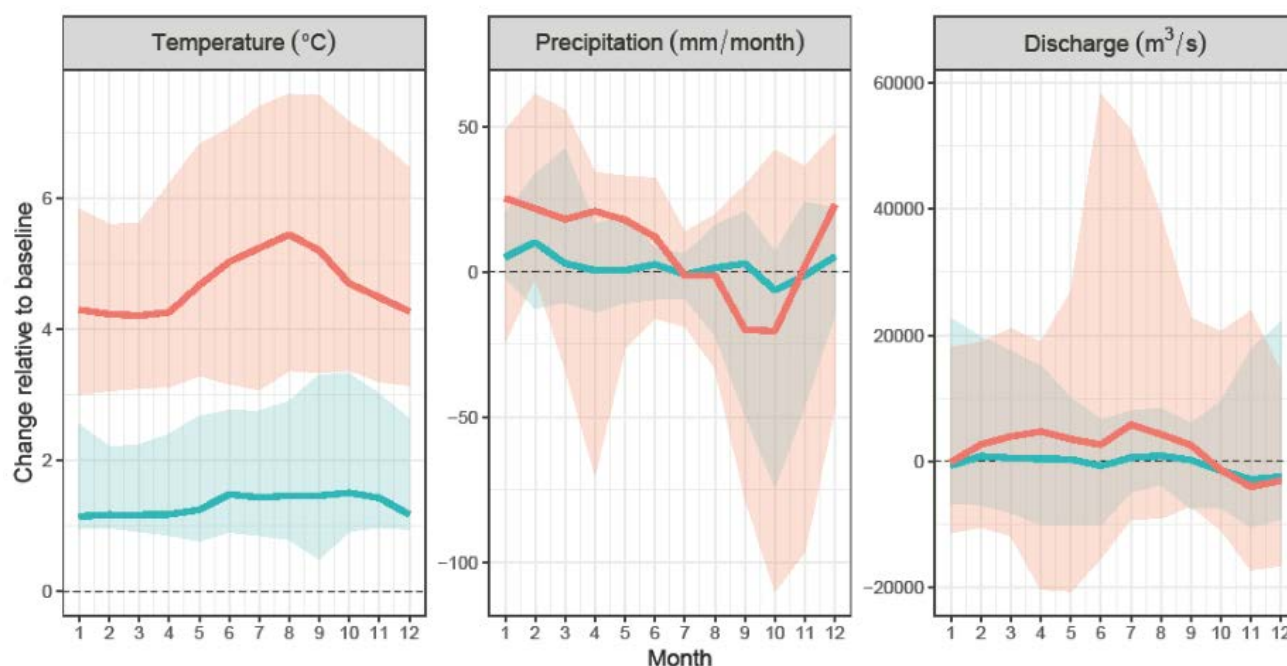 Temperature (°C)
Precipitation (mm/month)
Discharge (m³/s)
Change relative to baseline
6
4
2
0
1 2 3 4 5 6 7 8 9 10 11 12
50
0
−50
−100
1 2 3 4 5 6 7 8 9 10 11 12
60000
40000
20000
0
−20000
1 2 3 4 5 6 7 8 9 10 11 12
Month